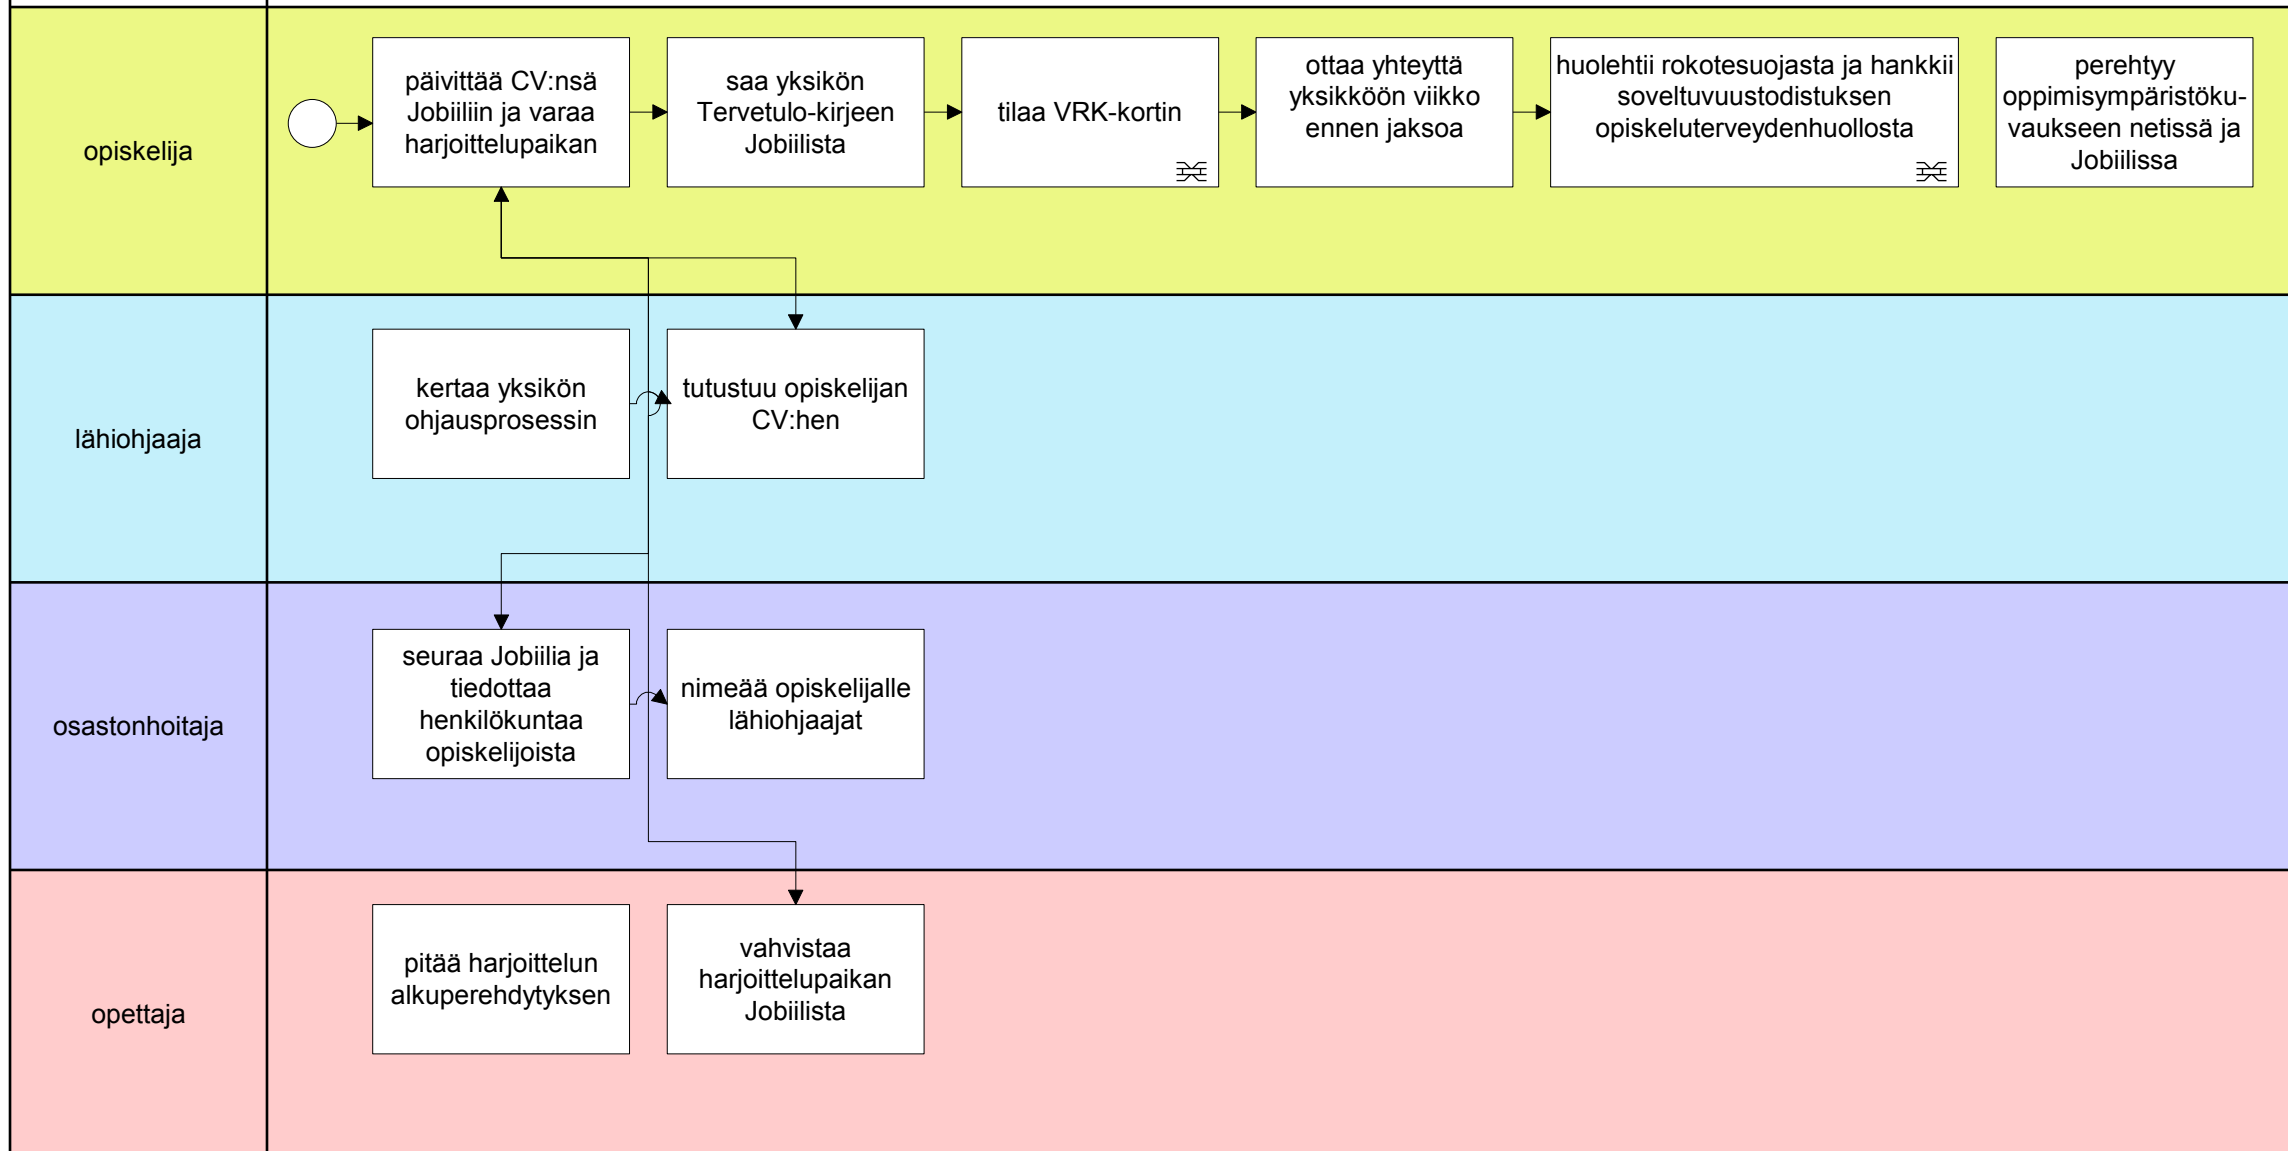 opiskelija
päivittää CV:nsä
Jobiiliin ja varaa
harjoittelupaikan
saa yksikön
Tervetulo-kirjeen
Jobiilista
tilaa VRK-kortin
ottaa yhteyttä
yksikköön viikko
ennen jaksoa
huolehtii rokotesuojasta ja hankkii
soveltuvuustodistuksen
opiskeluterveydenhuollosta
perehtyy
oppimisympäristöku-
vaukseen netissä ja
Jobiilissa
lähiohjaaja
kertaa yksikön
ohjausprosessin
tutustuu opiskelijan
CV:hen
osastonhoitaja
seuraa Jobiilia ja
tiedottaa
henkilökuntaa
opiskelijoista
nimeää opiskelijalle
lähiohjaajat
opettaja
pitää harjoittelun
alkuperehdytyksen
vahvistaa
harjoittelupaikan
Jobiilista